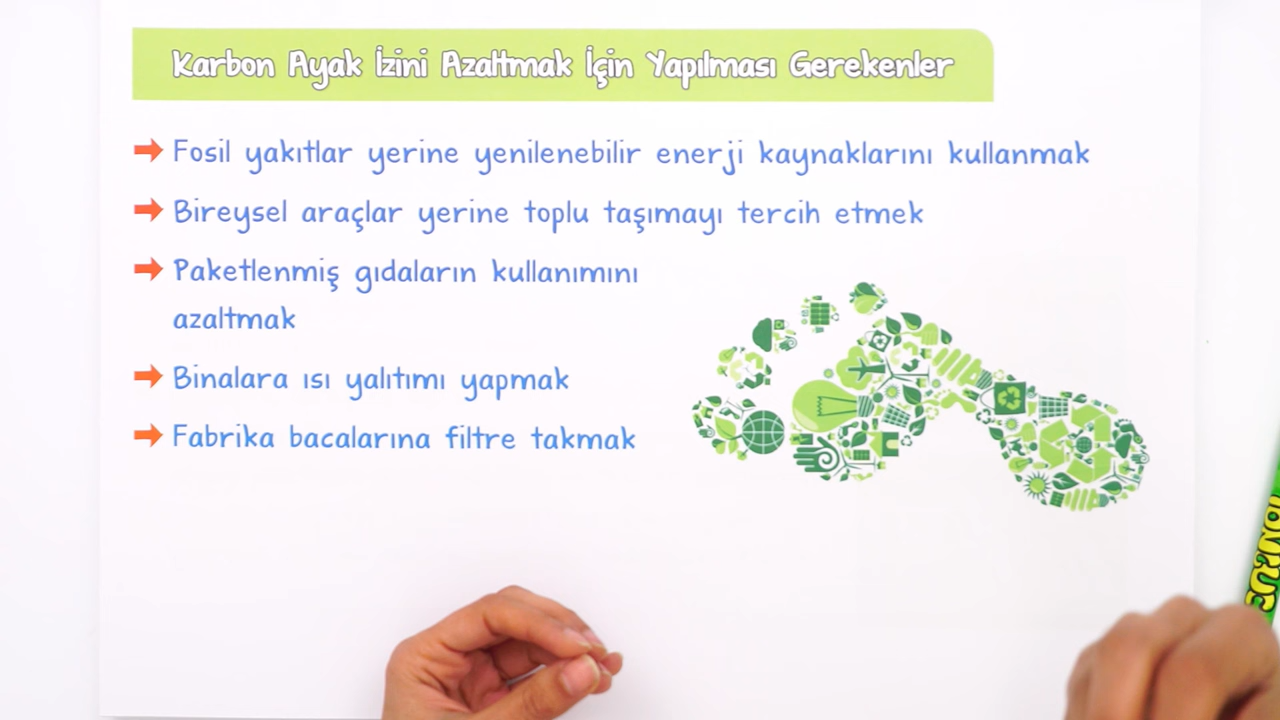 Karbon Ayak İzini Azaltmak İçin Yapılması Gerekenler
Fosil yakıtlar yerine yenilenebilir enerji kaynaklarını kullanmak
Bireysel araçlar yerine toplu taşımayı tercih etmek
Paketlenmiş gıdaların kullanımını
azaltmak
Binalara ısı yalıtımı yapmak
Fabrika bacalarına filtre takmak